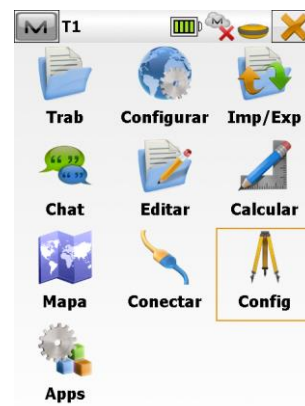 T1
Trab Configurar Imp/Exp
Chat Editar Calcular
Mapa Conectar Config
Apps